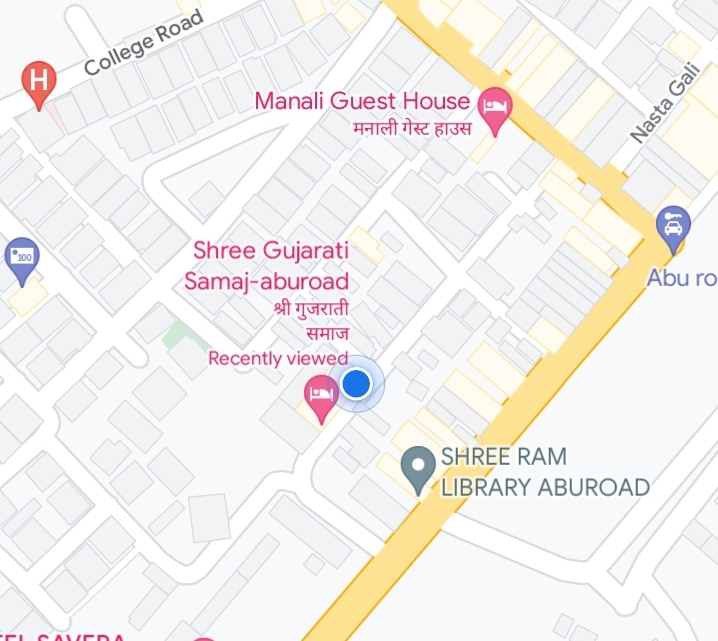 College Road
H
Manali Guest House
मनाली गेस्ट हाउस
Nasta Gali
100
Shree Gujarati
Samaj-aburoad
श्री गुजराती
समाज
Recently viewed
Abu ro
SHREE RAM
LIBRARY ABUROAD